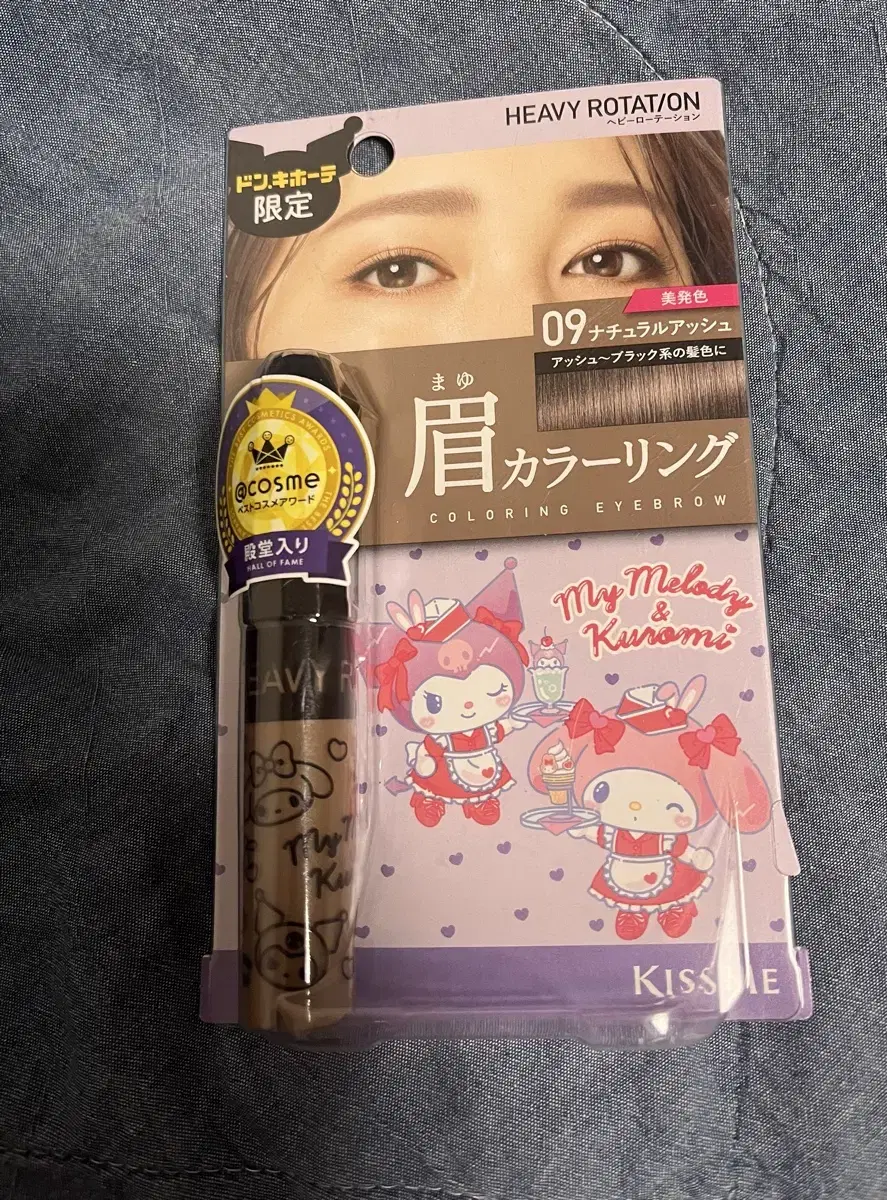 HEAVY ROTATION
ヘビーローテーション
ドン.キホーテ
限定
美発色
09 ナチュラルアッシュ
アッシュ〜ブラック系の髪色に
まゆ
眉カラーリング
COLORING EYEBROW
COSMETICS AWARDS
@cosme
ベストコスメアワード
殿堂入り
HALL OF FAME
My Melody
&
Kuromi
EAVY R
My
KISSME